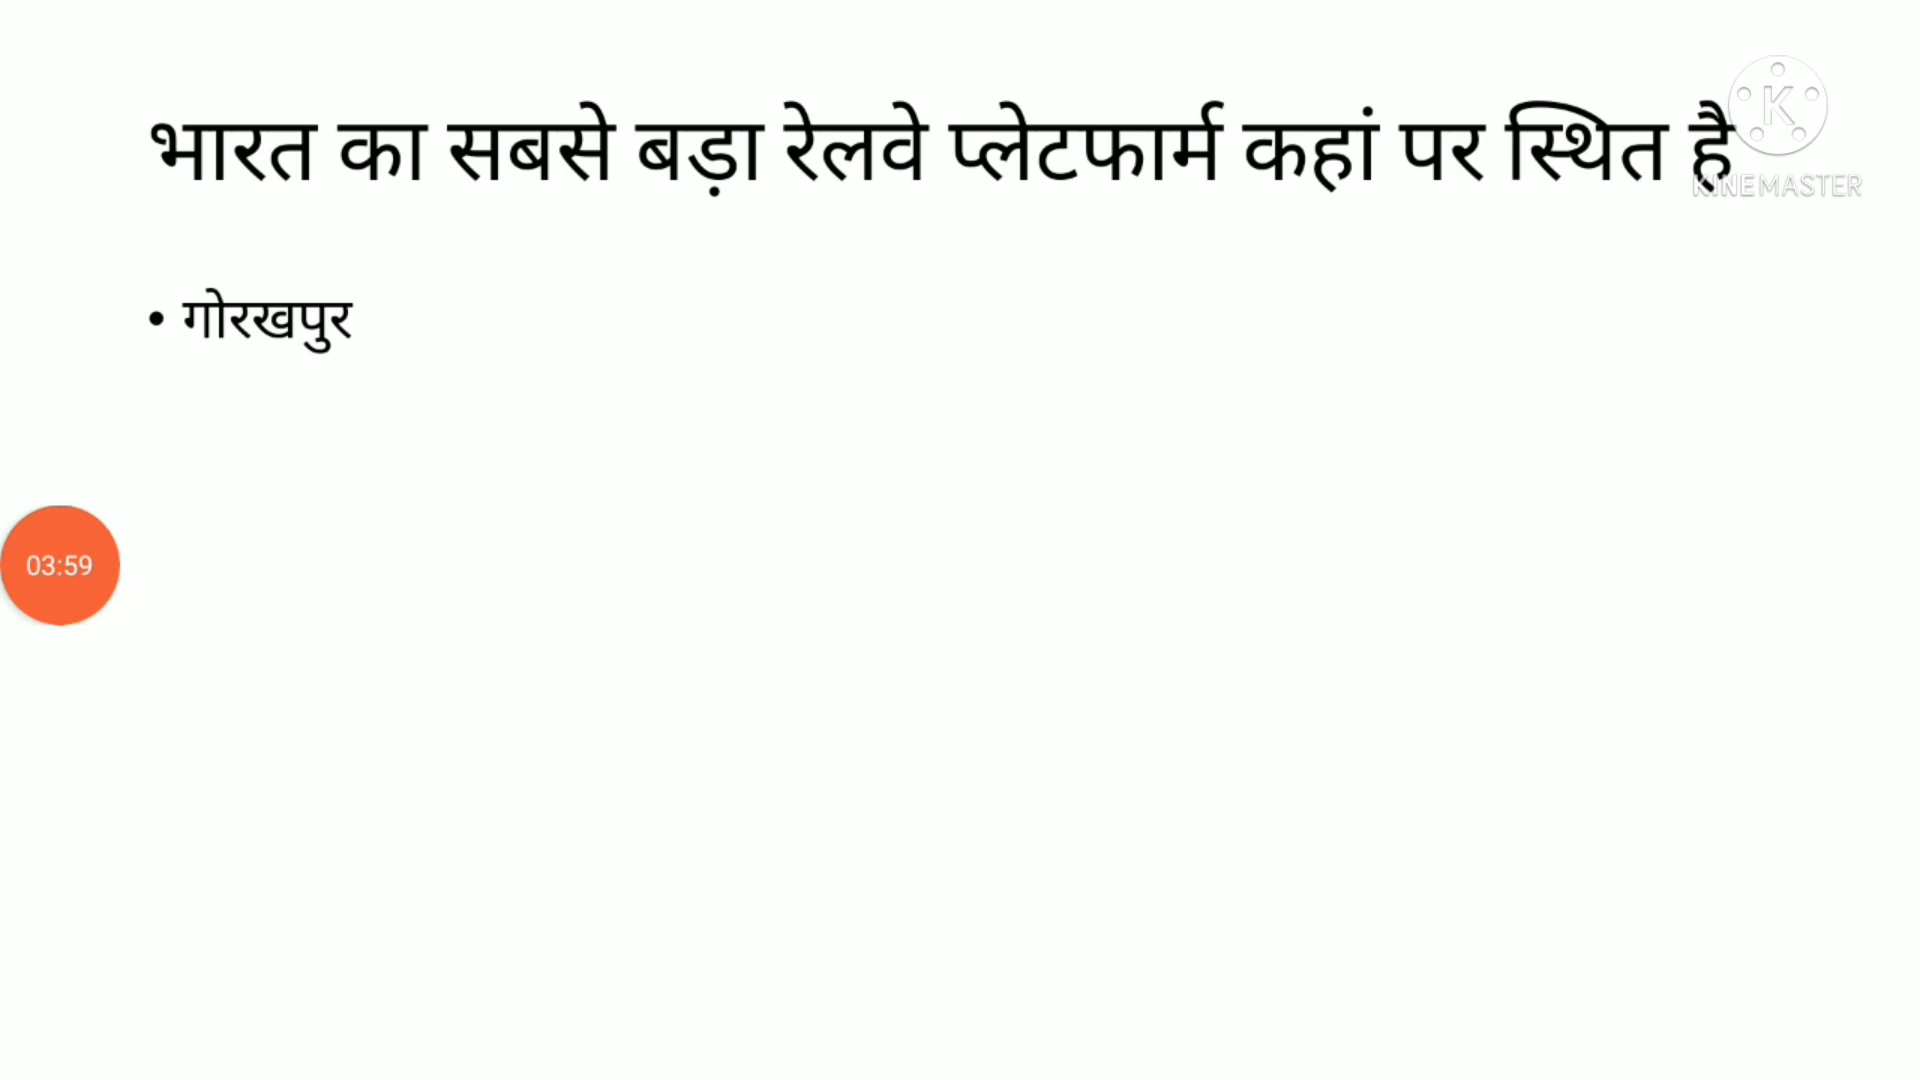 भारत का सबसे बड़ा रेलवे प्लेटफार्म कहां पर स्थित है
K
KINEMASTER
• गोरखपुर
03:59